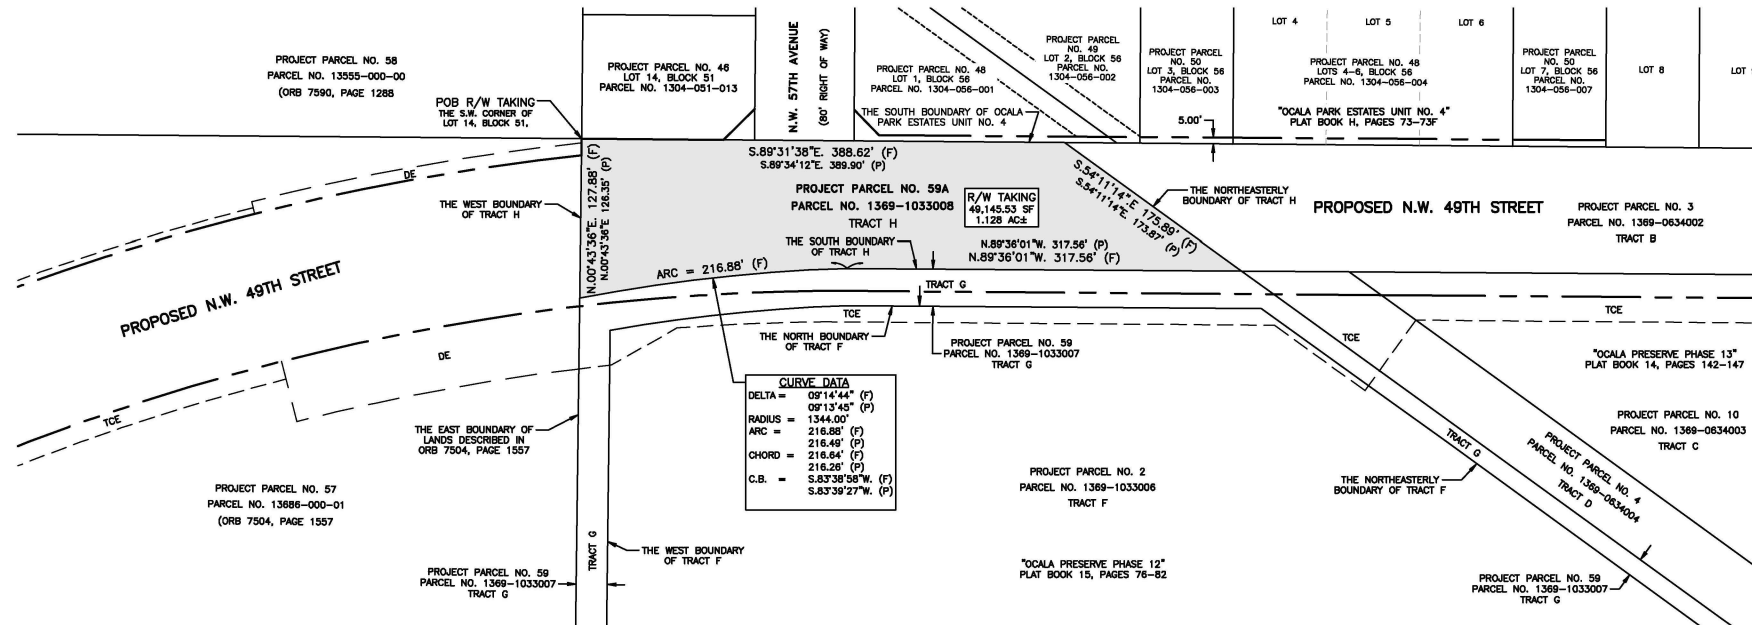 PROJECT PARCEL NO. 58
PARCEL NO. 13555-000-00
(ORB 7590, PAGE 1288
POB R/W TAKING
THE S.W. CORNER OF
LOT 14, BLOCK 51,
PROJECT PARCEL NO. 46
LOT 14, BLOCK 51
PARCEL NO. 1304-051-013
N.W. 57TH AVENUE
(80' RIGHT OF WAY)
PROJECT PARCEL NO. 48
LOT 1, BLOCK 56
PARCEL NO. 1304-056-001
THE SOUTH BOUNDARY OF OCALA
PARK ESTATES UNIT NO. 4
PROJECT PARCEL
NO. 49
LOT 2, BLOCK 56
PARCEL NO.
1304-056-002
PROJECT PARCEL
NO. 50
LOT 3, BLOCK 56
PARCEL NO.
1304-056-003
5.00'
LOT 4
LOT 5
LOT 6
PROJECT PARCEL NO. 48
LOTS 4-6, BLOCK 56
PARCEL NO. 1304-056-004
"OCALA PARK ESTATES UNIT NO. 4"
PLAT BOOK H, PAGES 73-73F
PROJECT PARCEL
NO. 50
LOT 7, BLOCK 56
PARCEL NO.
1304-056-007
LOT 8
LOT
DE
THE WEST BOUNDARY
OF TRACT H
N.00°43'36"E. 127.88' (F)
N.00°43'36"E 126.35' (P)
S.89°31'38"E. 388.62' (F)
S.89°34'12"E. 389.90' (P)
PROJECT PARCEL NO. 59A
PARCEL NO. 1369-1033008
TRACT H
R/W TAKING
49,145.53 SF
1.128 AC±
S.54°11'14"E 175.89' (F)
S.54°11'14"E. 173.87' (P)
THE NORTHEASTERLY
BOUNDARY OF TRACT H
PROPOSED N.W. 49TH STREET
PROJECT PARCEL NO. 3
PARCEL NO. 1369-0634002
TRACT B
THE SOUTH BOUNDARY
OF TRACT H
N.89°36'01"W. 317.56' (P)
N.89°36'01"W. 317.56' (F)
ARC = 216.88' (F)
PROPOSED N.W. 49TH STREET
TRACT G
TCE
THE NORTH BOUNDARY
OF TRACT F
PROJECT PARCEL NO. 59
PARCEL NO. 1369-1033007
TRACT G
TCE
TCE
"OCALA PRESERVE PHASE 13"
PLAT BOOK 14, PAGES 142-147
DE
TCE
CURVE DATA
DELTA = 09°14'44" (F)
09°13'45" (P)
RADIUS = 1344.00'
ARC = 216.88' (F)
216.49' (P)
CHORD = 216.64' (F)
216.26' (P)
C.B. = S.83°38'58"W. (F)
S.83°39'27"W. (P)
THE EAST BOUNDARY OF
LANDS DESCRIBED IN
ORB 7504, PAGE 1557
PROJECT PARCEL NO. 10
PARCEL NO. 1369-0634003
TRACT C
TRACT G
PROJECT PARCEL NO. 4
PARCEL NO. 1369-0634004
TRACT D
PROJECT PARCEL NO. 2
PARCEL NO. 1369-1033006
TRACT F
THE NORTHEASTERLY
BOUNDARY OF TRACT F
PROJECT PARCEL NO. 57
PARCEL NO. 13686-000-01
(ORB 7504, PAGE 1557
TRACT G
THE WEST BOUNDARY
OF TRACT F
"OCALA PRESERVE PHASE 12"
PLAT BOOK 15, PAGES 76-82
PROJECT PARCEL NO. 59
PARCEL NO. 1369-1033007
TRACT G
PROJECT PARCEL NO. 59
PARCEL NO. 1369-1033007
TRACT G